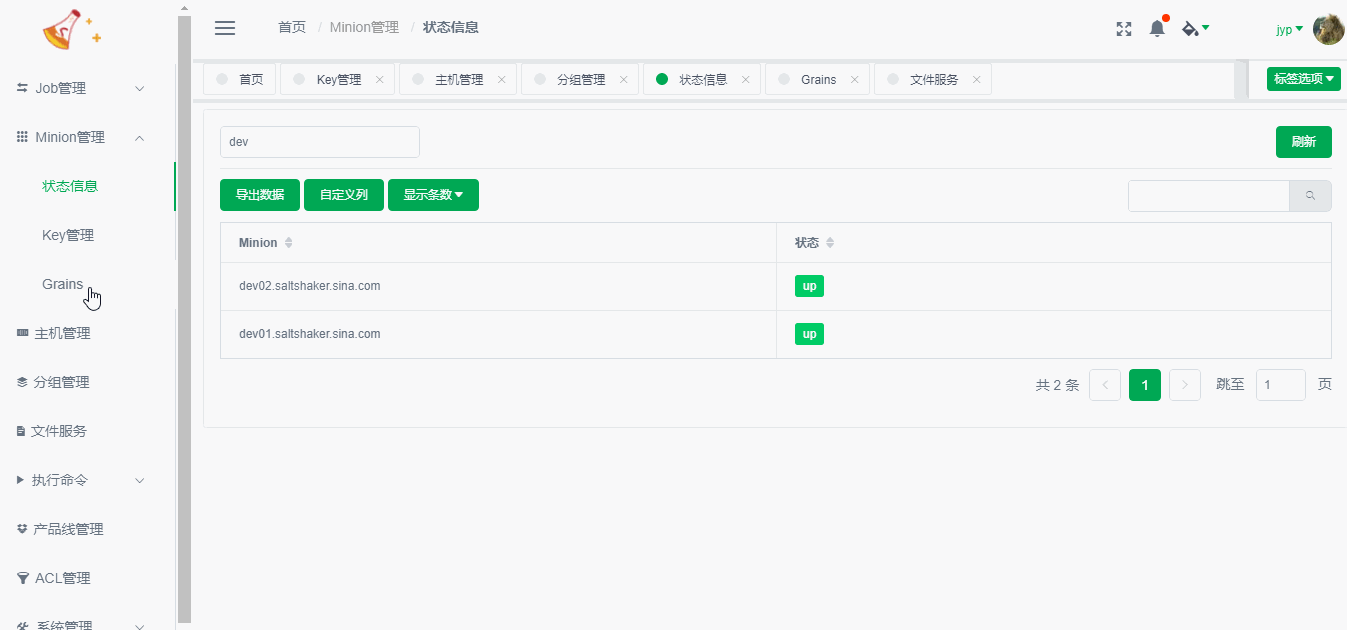 首页 / Minion管理 / 状态信息
jyp
首页
Key管理
主机管理
分组管理
状态信息
Grains
文件服务
标签选项
Job管理
Minion管理
状态信息
Key管理
Grains
主机管理
分组管理
文件服务
执行命令
产品线管理
ACL管理
系统管理
dev
刷新
导出数据
自定义列
显示条数
Minion 状态
dev02.saltshaker.sina.com up
dev01.saltshaker.sina.com up
共 2 条 1 跳至 1 页